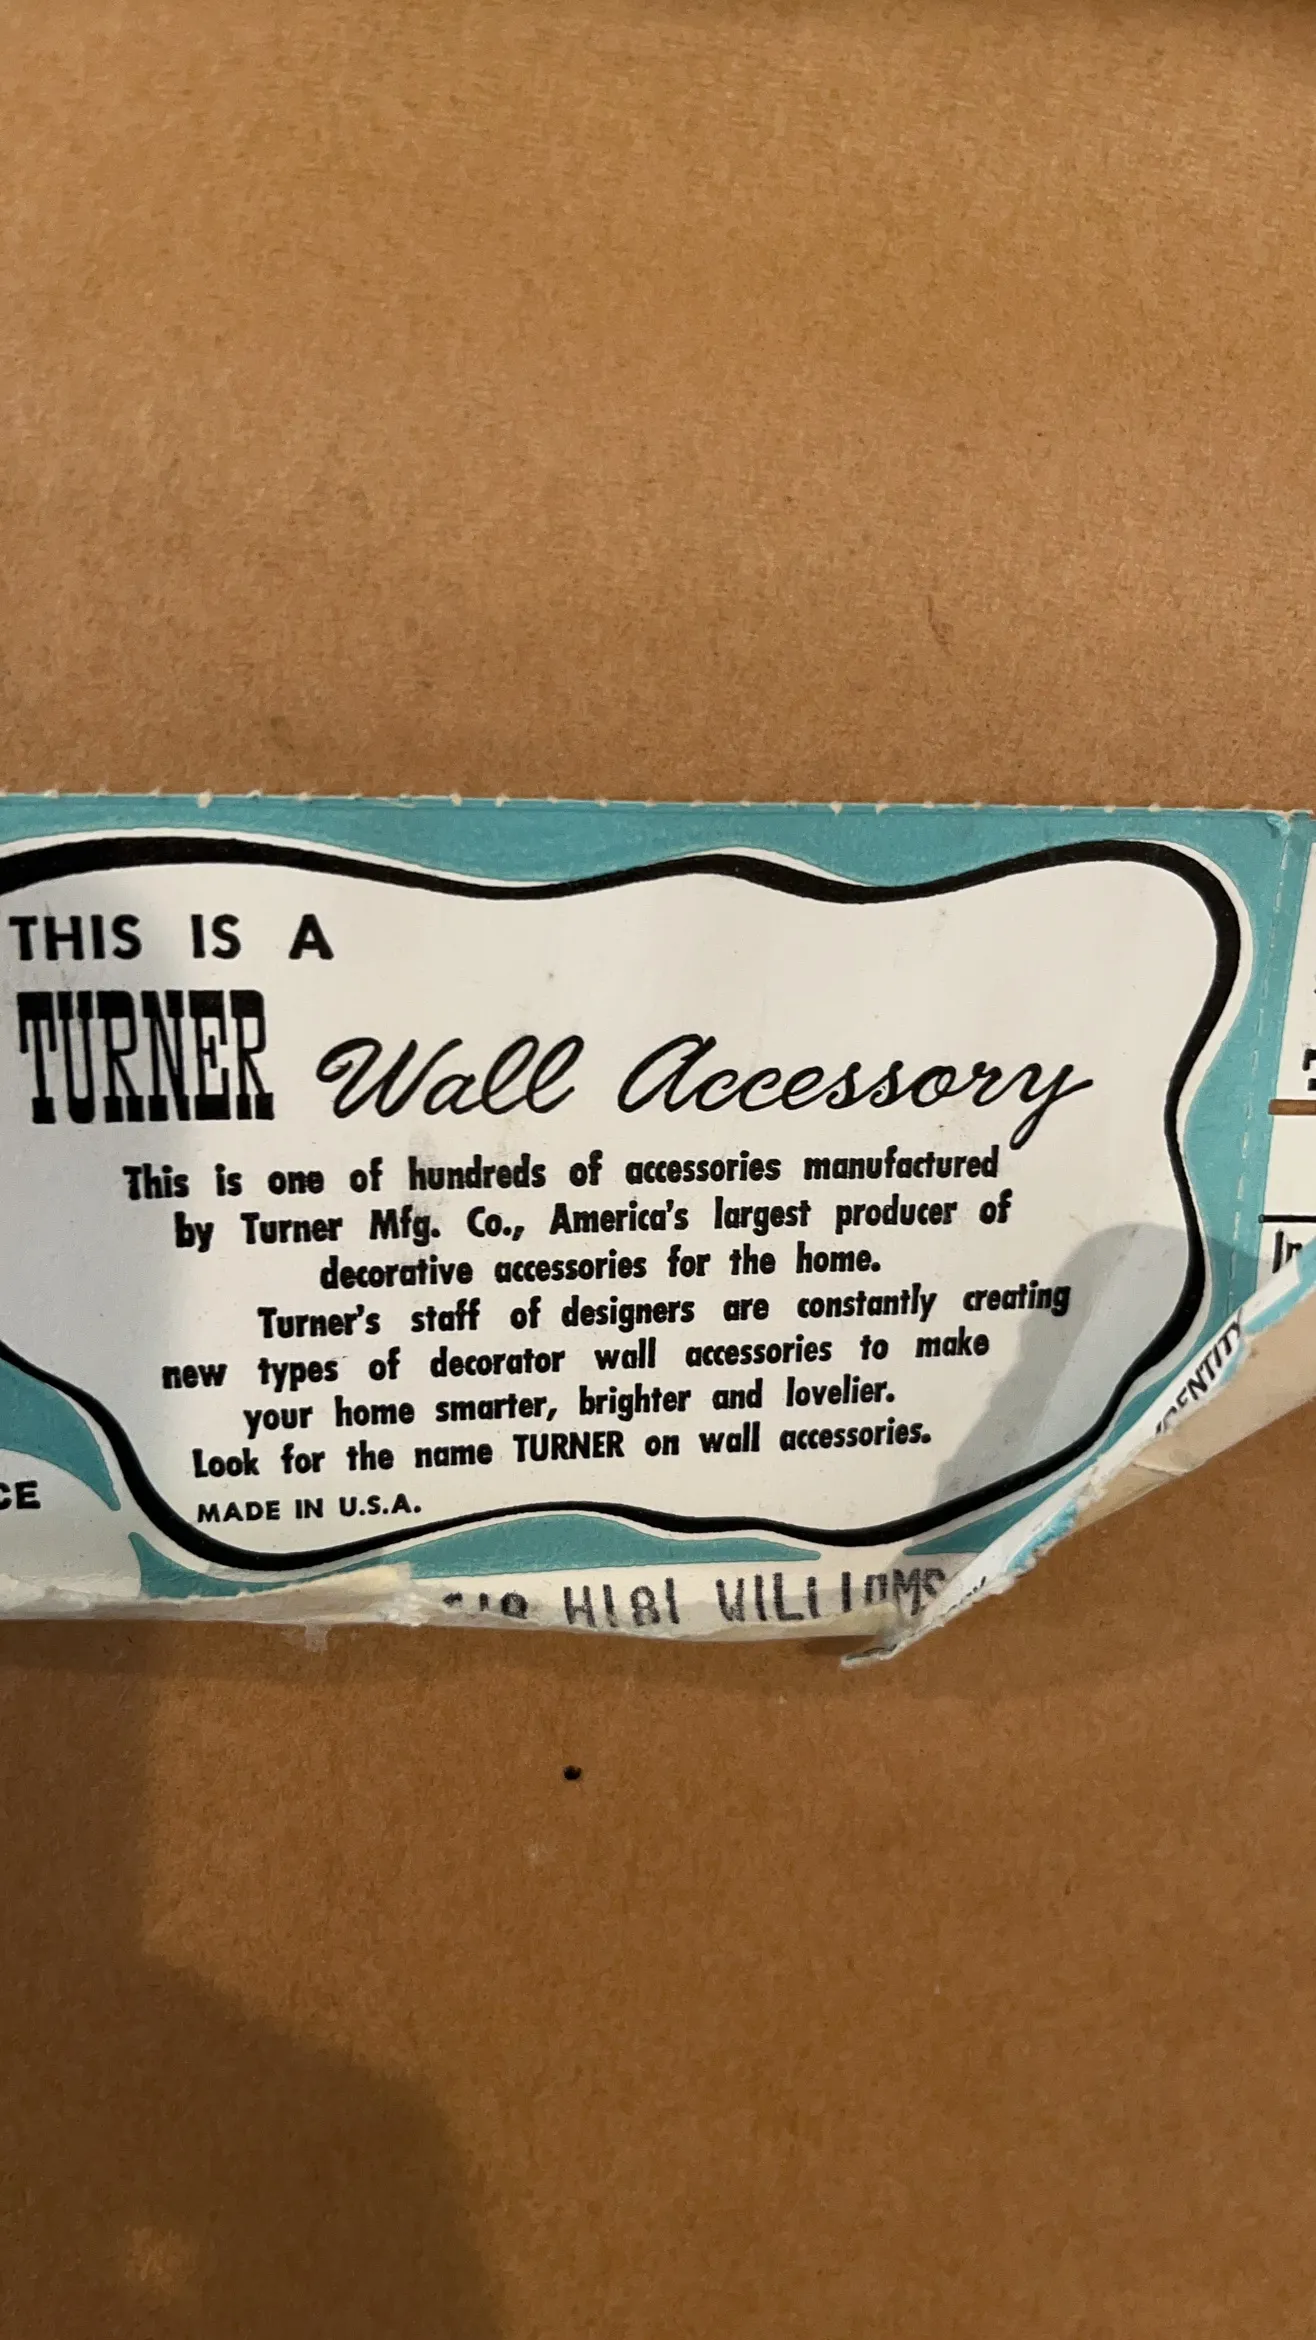 THIS IS A
TURNER Wall Accessory
This is one of hundreds of accessories manufactured
by Turner Mfg. Co., America's largest producer of
decorative accessories for the home.
Turner's staff of designers are constantly creating
new types of decorator wall accessories to make
your home smarter, brighter and lovelier.
Look for the name TURNER on wall accessories.
MADE IN U.S.A.
CE